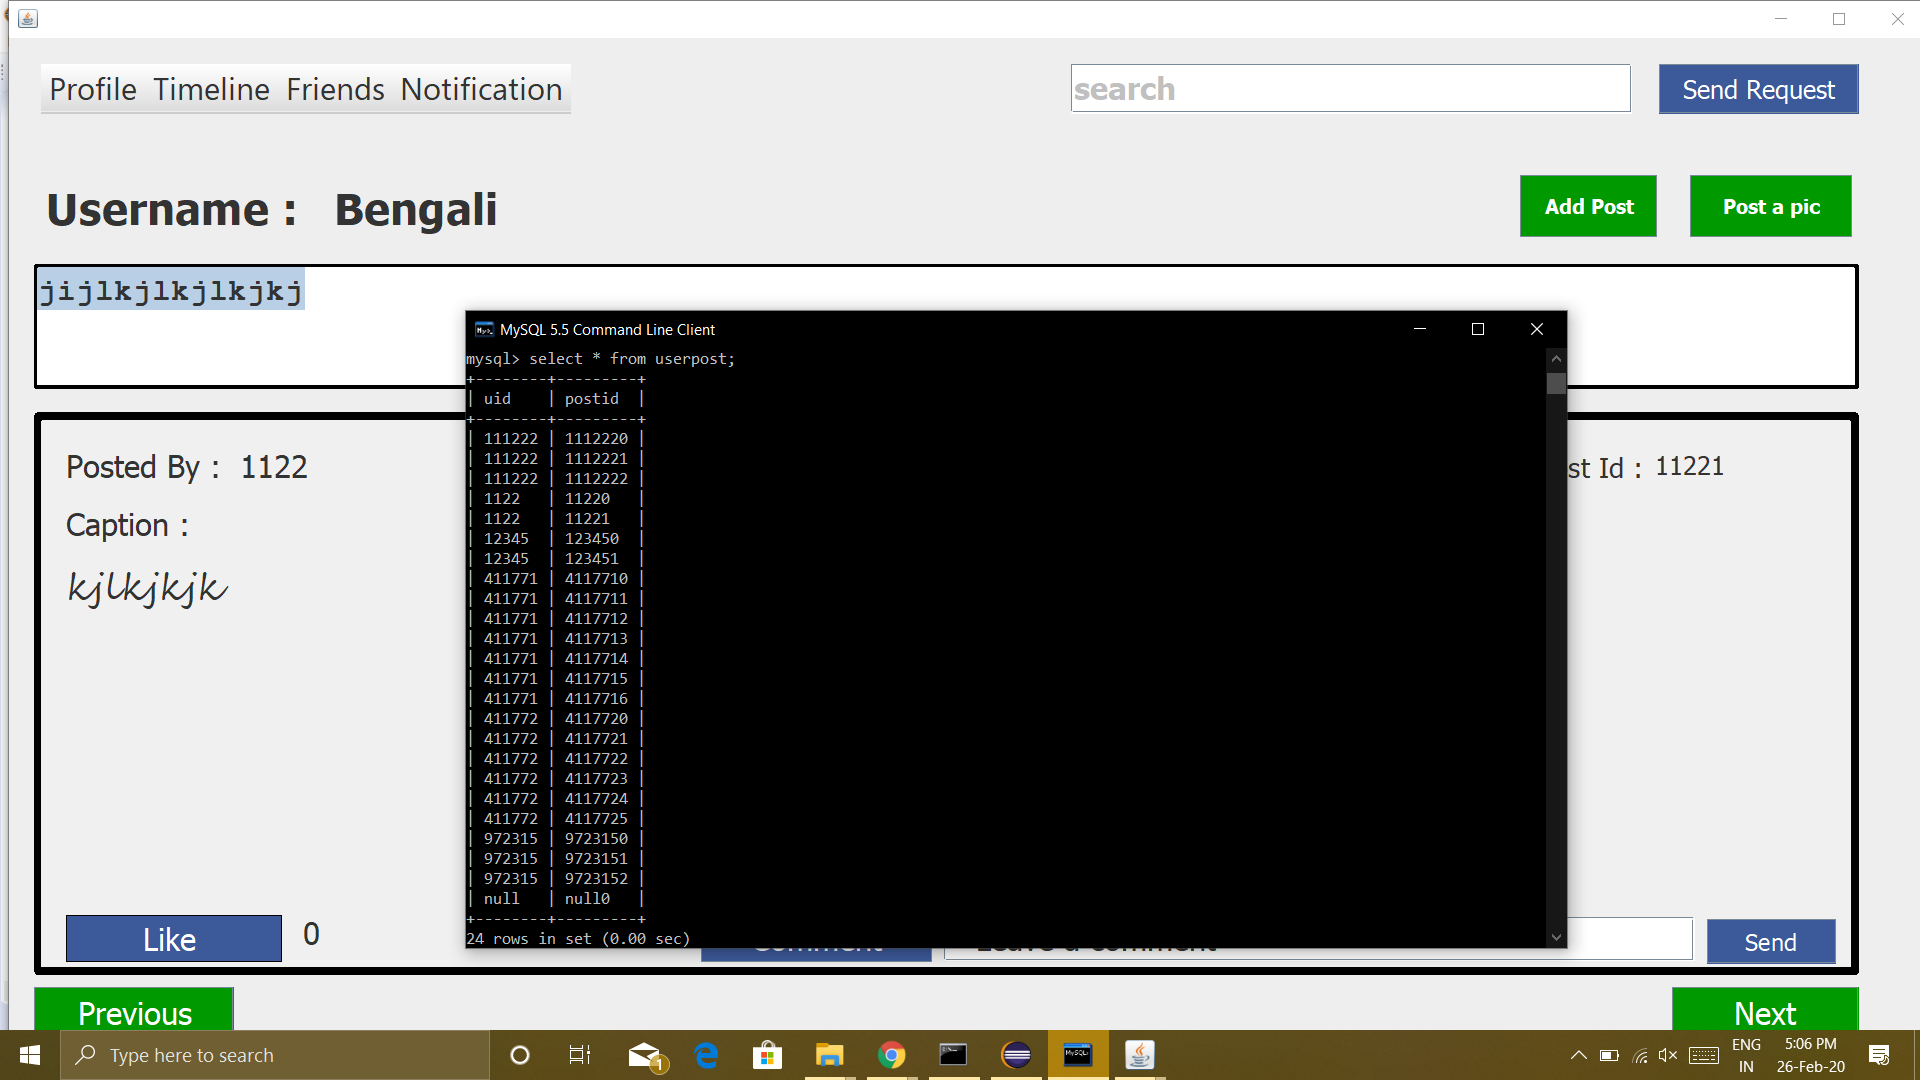 Profile Timeline Friends Notification
search
Send Request
Username : Bengali
Add Post
Post a pic
jijlkjlkjlkjkj
MySQL 5.5 Command Line Client
mysql> select * from userpost;
+--------+---------+
| uid    | postid  |
+--------+---------+
| 111222 | 1112220 |
| 111222 | 1112221 |
| 111222 | 1112222 |
| 1122   | 11220   |
| 1122   | 11221   |
| 12345  | 123450  |
| 12345  | 123451  |
| 411771 | 4117710 |
| 411771 | 4117711 |
| 411771 | 4117712 |
| 411771 | 4117713 |
| 411771 | 4117714 |
| 411771 | 4117715 |
| 411771 | 4117716 |
| 411772 | 4117720 |
| 411772 | 4117721 |
| 411772 | 4117722 |
| 411772 | 4117723 |
| 411772 | 4117724 |
| 411772 | 4117725 |
| 972315 | 9723150 |
| 972315 | 9723151 |
| 972315 | 9723152 |
| null   | null0   |
+--------+---------+
24 rows in set (0.00 sec)
Posted By : 1122
st Id : 11221
Caption :
kjlkjkjk
Like
0
Comment
Leave a comment
Send
Previous
Next
Type here to search
1
MySQL
ENG
IN
5:06 PM
26-Feb-20